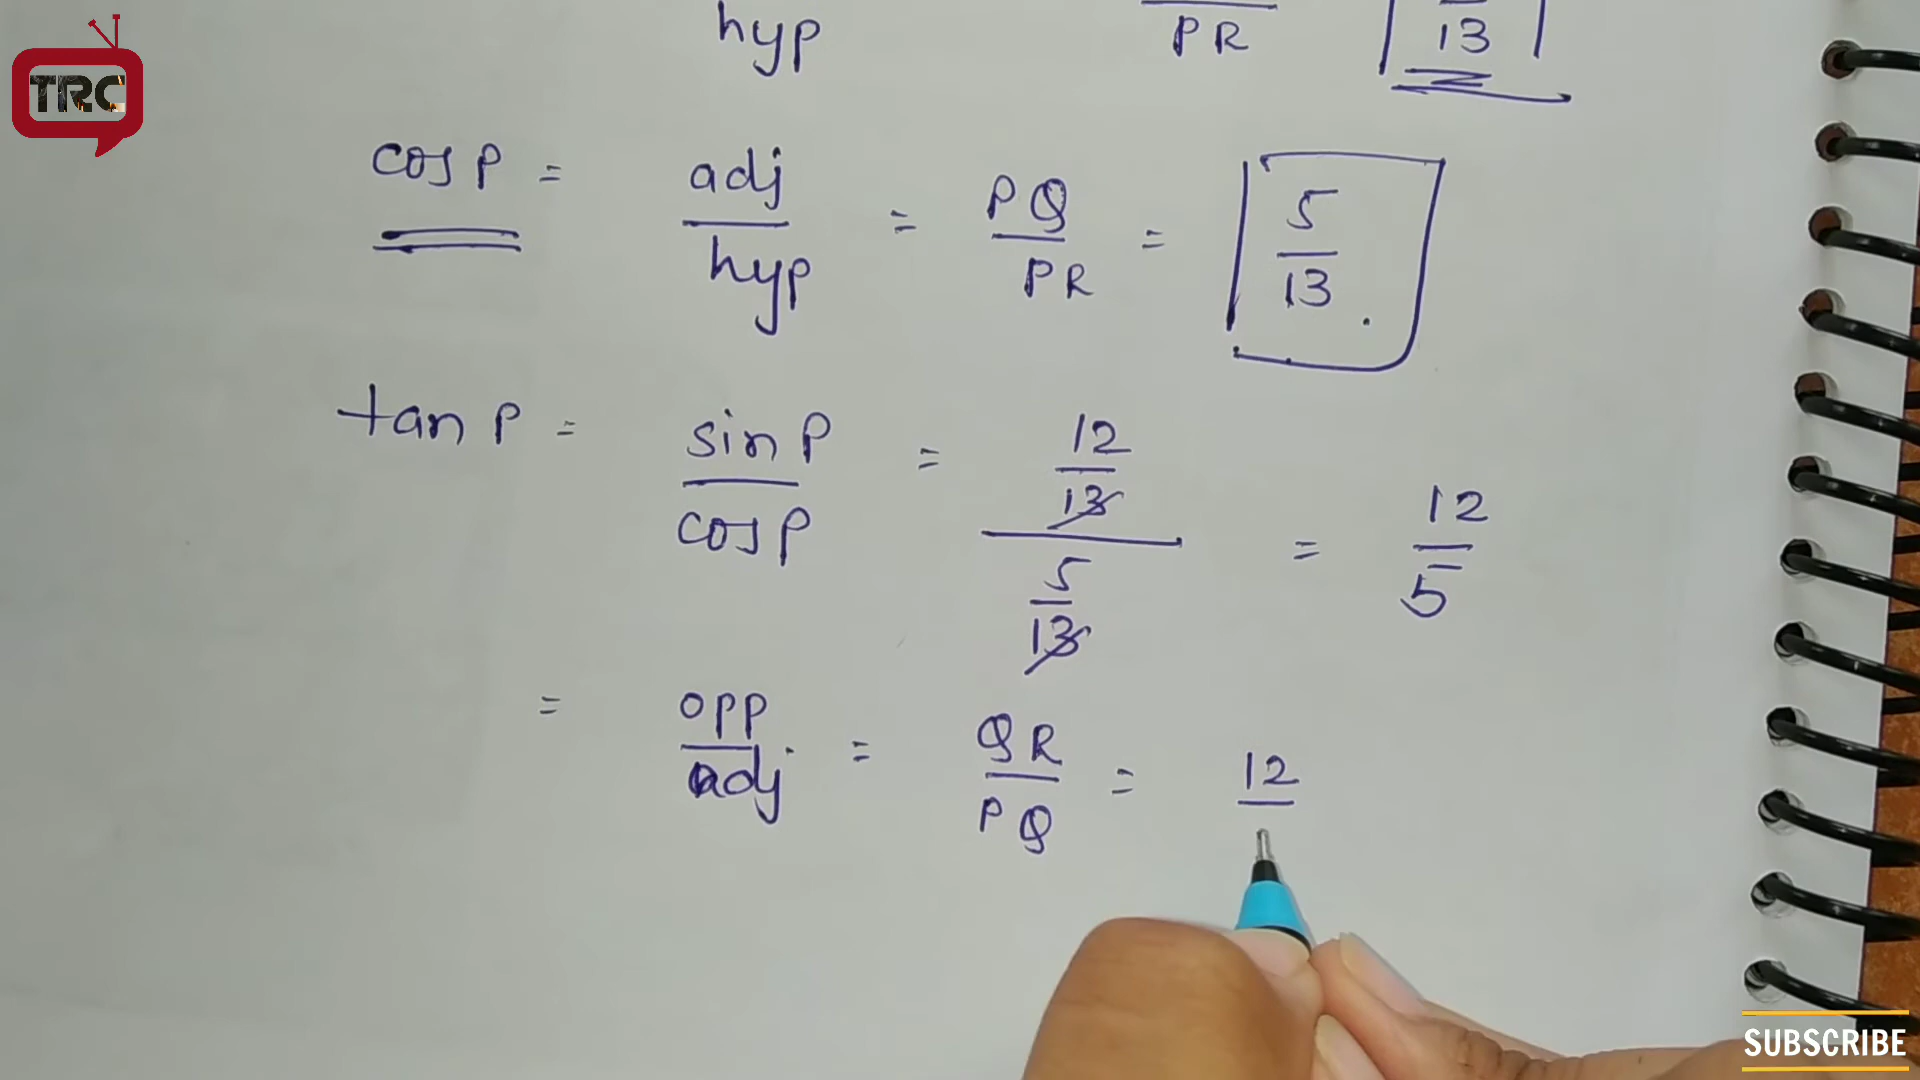 TRC
hyp PR 13
cos P = adj/hyp = PQ/PR = 5/13 .
tan P = sin P/cos P = 12/13 / 5/13 = 12/5
= opp/adj. = QR/PQ = 12
SUBSCRIBE